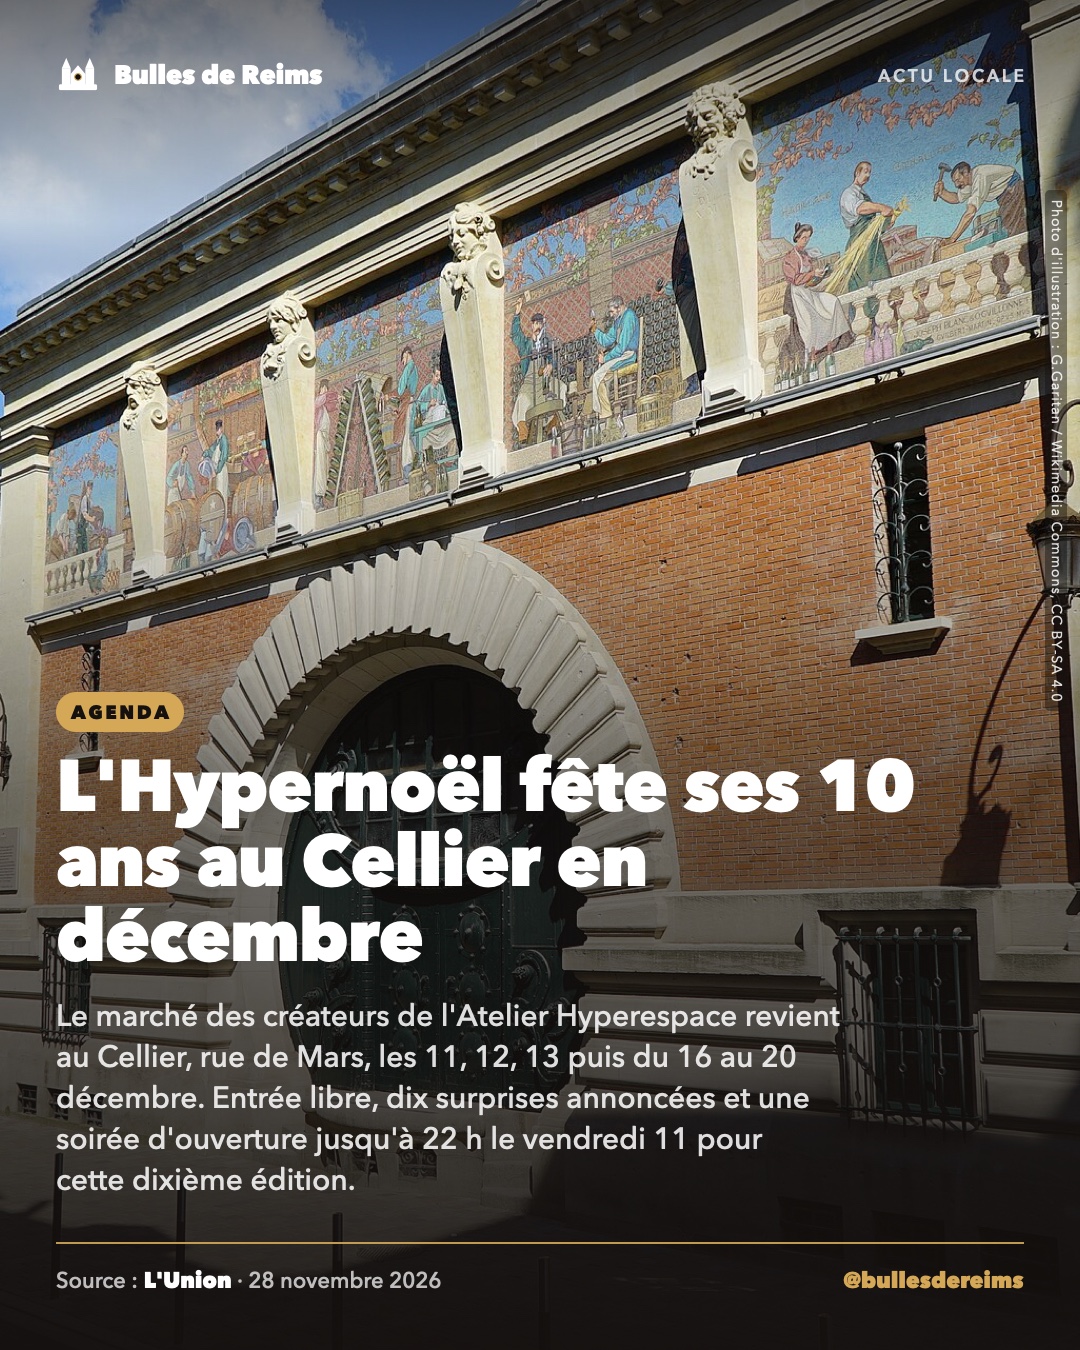 Bulles de Reims
ACTU LOCALE
Photo d'illustration : G.Garitan / Wikimedia Commons, CC BY-SA 4.0
AGENDA
L'Hypernoël fête ses 10
ans au Cellier en
décembre
Le marché des créateurs de l'Atelier Hyperespace revient
au Cellier, rue de Mars, les 11, 12, 13 puis du 16 au 20
décembre. Entrée libre, dix surprises annoncées et une
soirée d'ouverture jusqu'à 22 h le vendredi 11 pour
cette dixième édition.
Source : L'Union · 28 novembre 2026
@bullesdereims